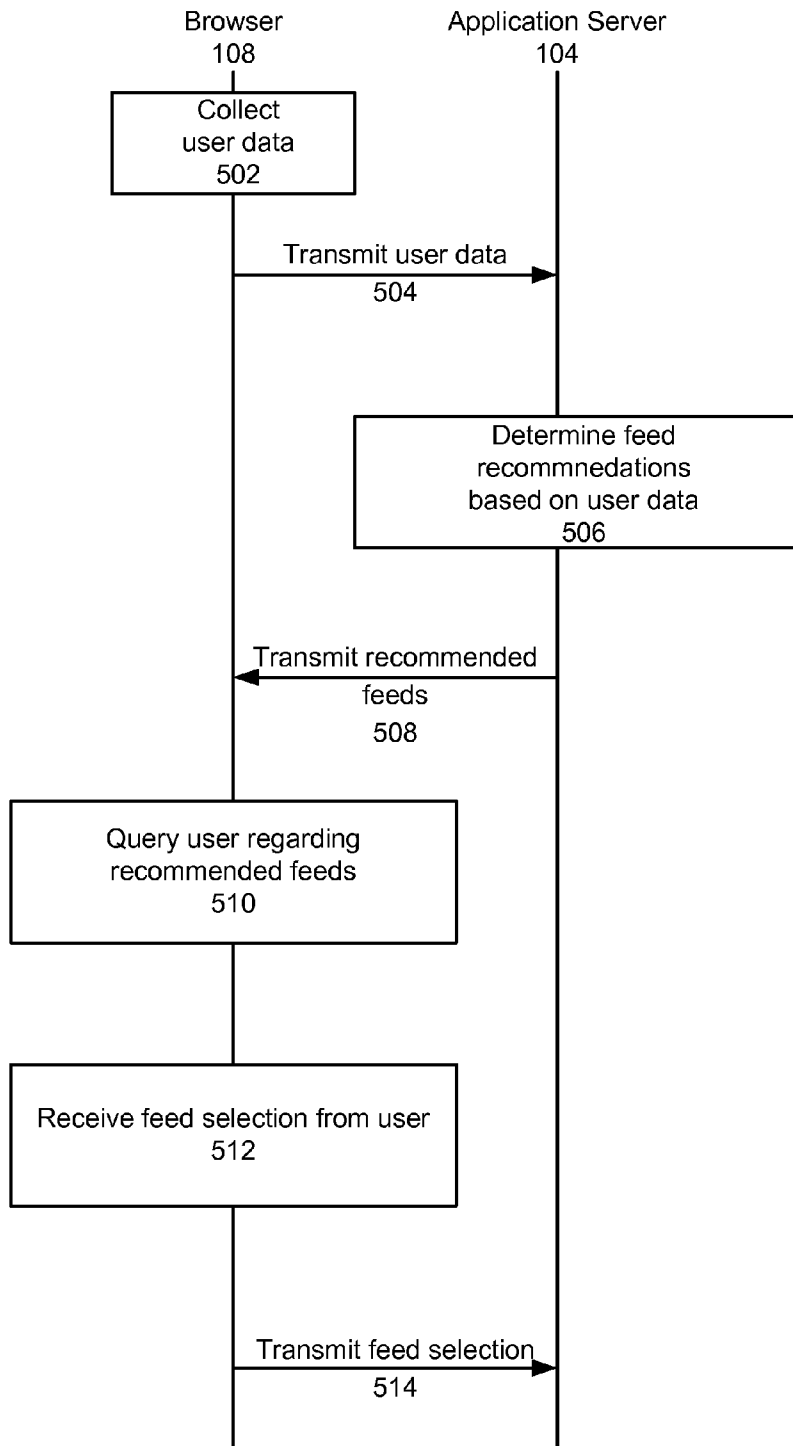 Browser
108
Application Server
104
Collect
user data
502
Transmit user data
504
Determine feed
recommnedations
based on user data
506
Transmit recommended
feeds
508
Query user regarding
recommended feeds
510
Receive feed selection from user
512
Transmit feed selection
514